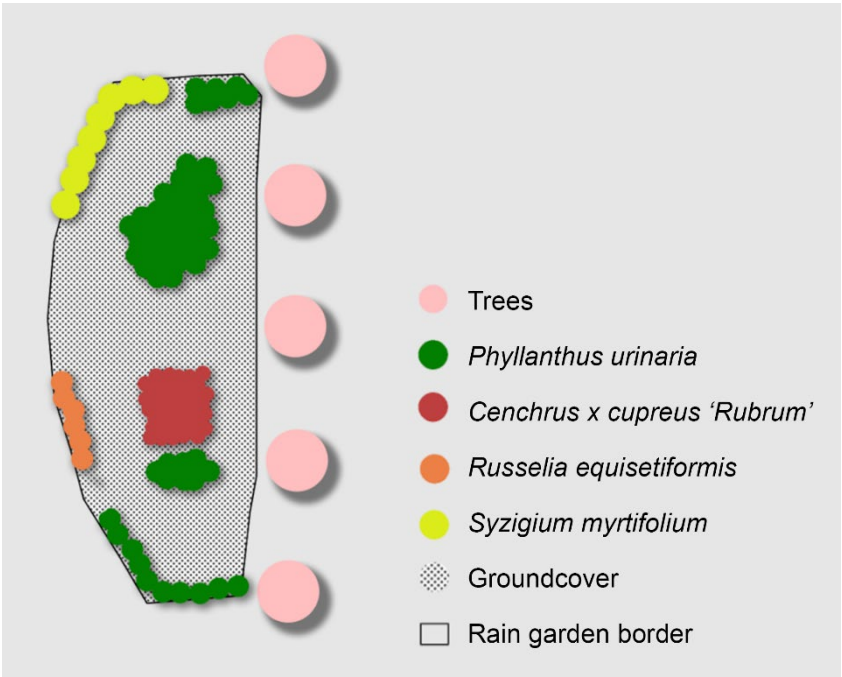 Trees
Phyllanthus urinaria
Cenchrus x cupreus ‘Rubrum’
Russelia equisetiformis
Syzigium myrtifolium
Groundcover
Rain garden border